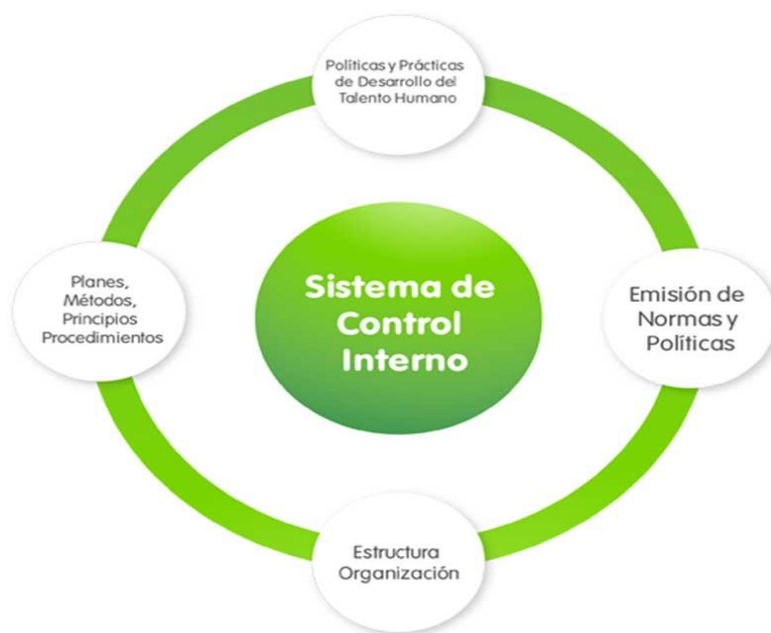 Políticas y Prácticas
de Desarrollo del
Talento Humano
Planes,
Métodos,
Principios
Procedimientos
Sistema de
Control
Interno
Emisión de
Normas y
Políticas
Estructura
Organización